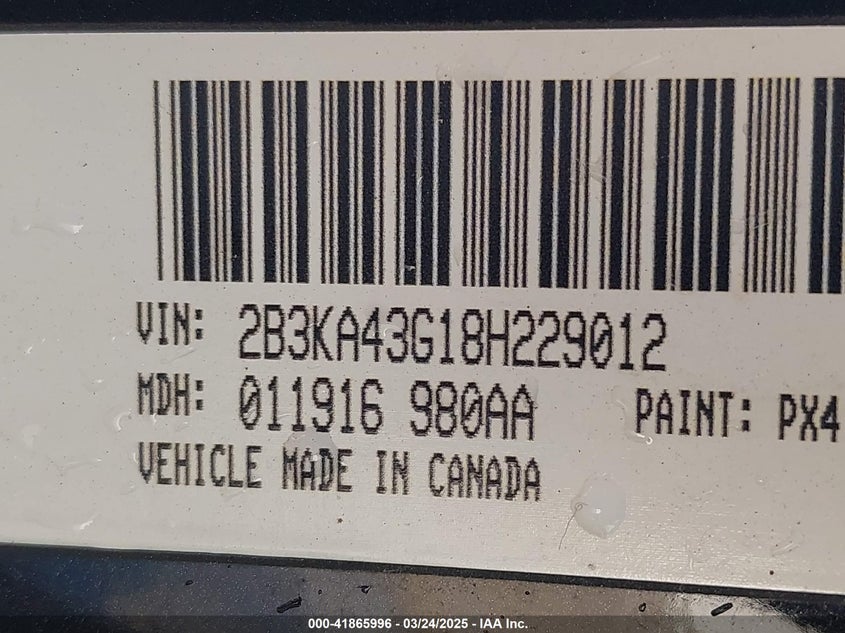 VIN: 2B3KA43G18H229012
MDH: 011916 980AA PAINT: PX4
VEHICLE MADE IN CANADA
000-41865996 - 03/24/2025 - IAA Inc.